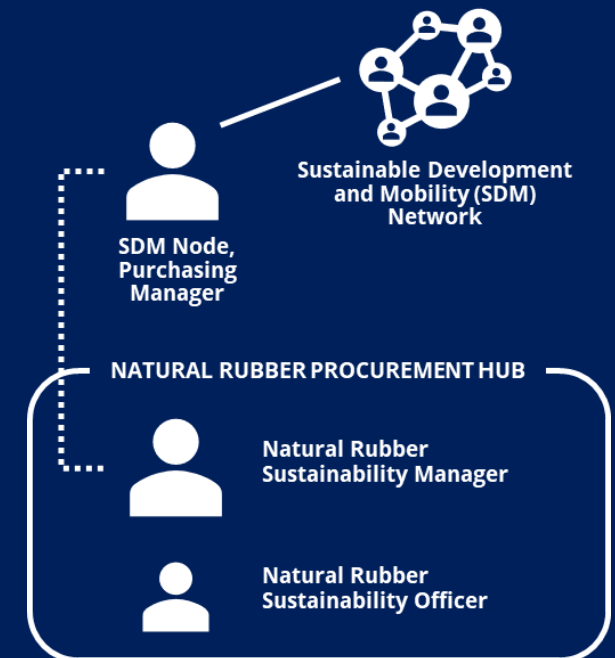 Sustainable Development
and Mobility (SDM)
Network
SDM Node,
Purchasing
Manager
NATURAL RUBBER PROCUREMENT HUB
Natural Rubber
Sustainability Manager
Natural Rubber
Sustainability Officer